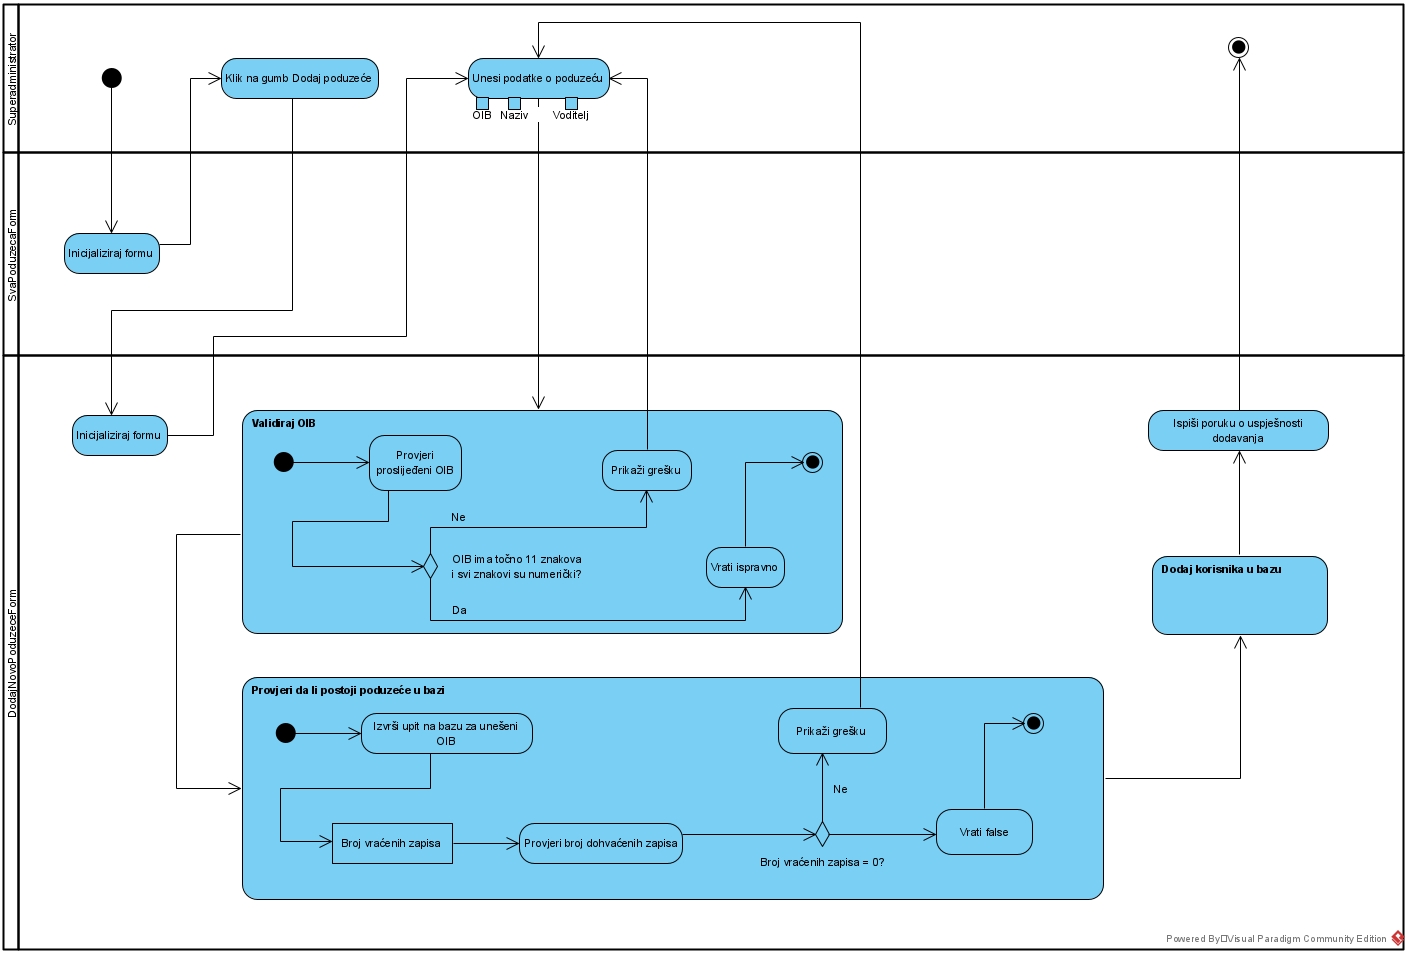 Superadministrator
Klik na gumb Dodaj poduzeće
Unesi podatke o poduzeću
OIB
Naziv
Voditelj
SvaPoduzecaForm
Inicijaliziraj formu
DodajNovoPoduzeceForm
Inicijaliziraj formu
Validiraj OIB
Provjeri
proslijeđeni OIB
Ne
OIB ima točno 11 znakova
i svi znakovi su numerički?
Da
Prikaži grešku
Vrati ispravno
Provjeri da li postoji poduzeće u bazi
Izvrši upit na bazu za unešeni
OIB
Broj vraćenih zapisa
Provjeri broj dohvaćenih zapisa
Prikaži grešku
Ne
Broj vraćenih zapisa = 0?
Vrati false
Ispiši poruku o uspješnosti
dodavanja
Dodaj korisnika u bazu
Powered By Visual Paradigm Community Edition